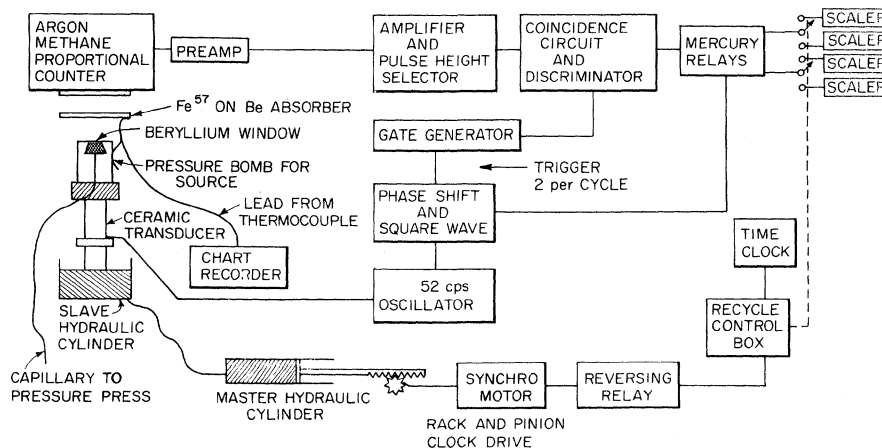 ARGON
METHANE
PROPORTIONAL
COUNTER
PREAMP
AMPLIFIER
AND
PULSE HEIGHT
SELECTOR
COINCIDENCE
CIRCUIT
AND
DISCRIMINATOR
MERCURY
RELAYS
SCALER
SCALER
SCALER
SCALER
Fe57 ON Be ABSORBER
BERYLLIUM WINDOW
PRESSURE BOMB FOR
SOURCE
GATE GENERATOR
TRIGGER
2 per CYCLE
LEAD FROM
THERMOCOUPLE
PHASE SHIFT
AND
SQUARE WAVE
CERAMIC
TRANSDUCER
CHART
RECORDER
TIME
CLOCK
52 cps
OSCILLATOR
SLAVE
HYDRAULIC
CYLINDER
RECYCLE
CONTROL
BOX
CAPILLARY TO
PRESSURE PRESS
MASTER HYDRAULIC
CYLINDER
SYNCHRO
MOTOR
REVERSING
RELAY
RACK AND PINION
CLOCK DRIVE